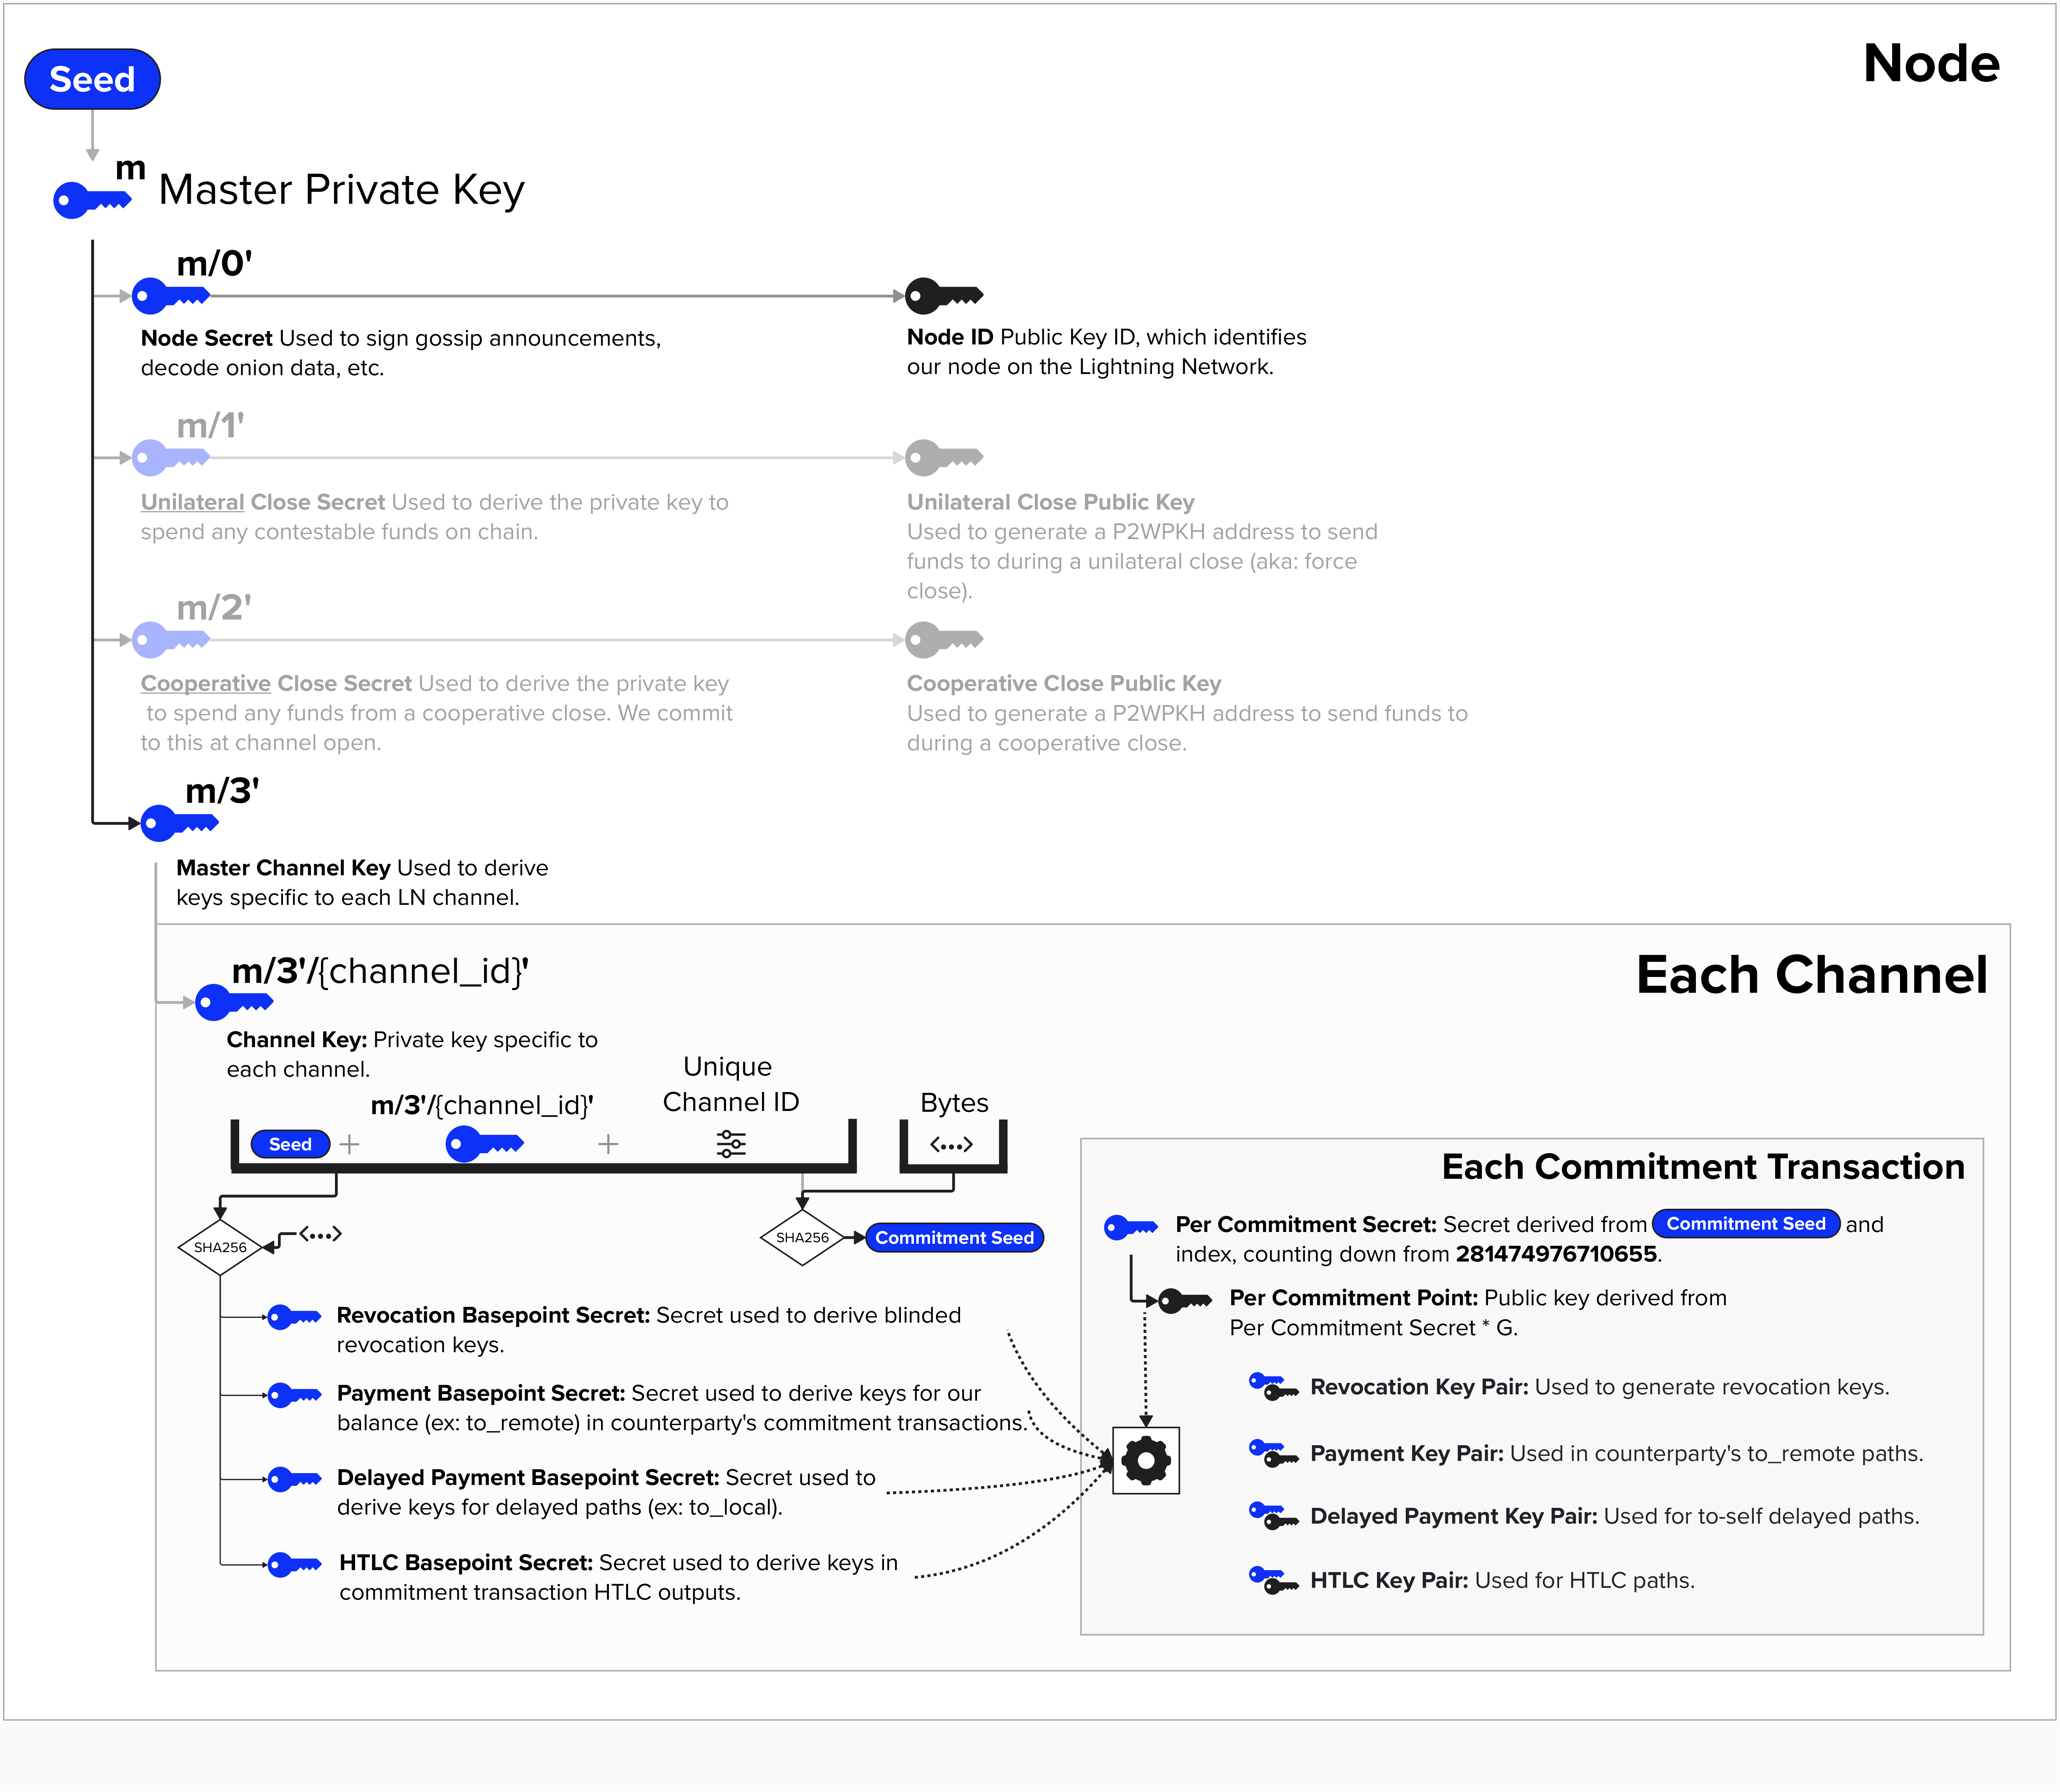 Node
Seed
m
Master Private Key
m/0'
Node Secret Used to sign gossip announcements,
decode onion data, etc.
Node ID Public Key ID, which identifies
our node on the Lightning Network.
m/1'
Unilateral Close Secret Used to derive the private key to
spend any contestable funds on chain.
Unilateral Close Public Key
Used to generate a P2WPKH address to send
funds to during a unilateral close (aka: force
close).
m/2'
Cooperative Close Secret Used to derive the private key
to spend any funds from a cooperative close. We commit
to this at channel open.
Cooperative Close Public Key
Used to generate a P2WPKH address to send funds to
during a cooperative close.
m/3'
Master Channel Key Used to derive
keys specific to each LN channel.
Each Channel
m/3'/{channel_id}'
Channel Key: Private key specific to
each channel.
Seed
+
m/3'/{channel_id}'
+
Unique
Channel ID
Bytes
<...>
SHA256
<...>
SHA256
Commitment Seed
Revocation Basepoint Secret: Secret used to derive blinded
revocation keys.
Payment Basepoint Secret: Secret used to derive keys for our
balance (ex: to_remote) in counterparty's commitment transactions.
Delayed Payment Basepoint Secret: Secret used to
derive keys for delayed paths (ex: to_local).
HTLC Basepoint Secret: Secret used to derive keys in
commitment transaction HTLC outputs.
Each Commitment Transaction
Per Commitment Secret: Secret derived from Commitment Seed and
index, counting down from 281474976710655.
Per Commitment Point: Public key derived from
Per Commitment Secret * G.
Revocation Key Pair: Used to generate revocation keys.
Payment Key Pair: Used in counterparty's to_remote paths.
Delayed Payment Key Pair: Used for to-self delayed paths.
HTLC Key Pair: Used for HTLC paths.